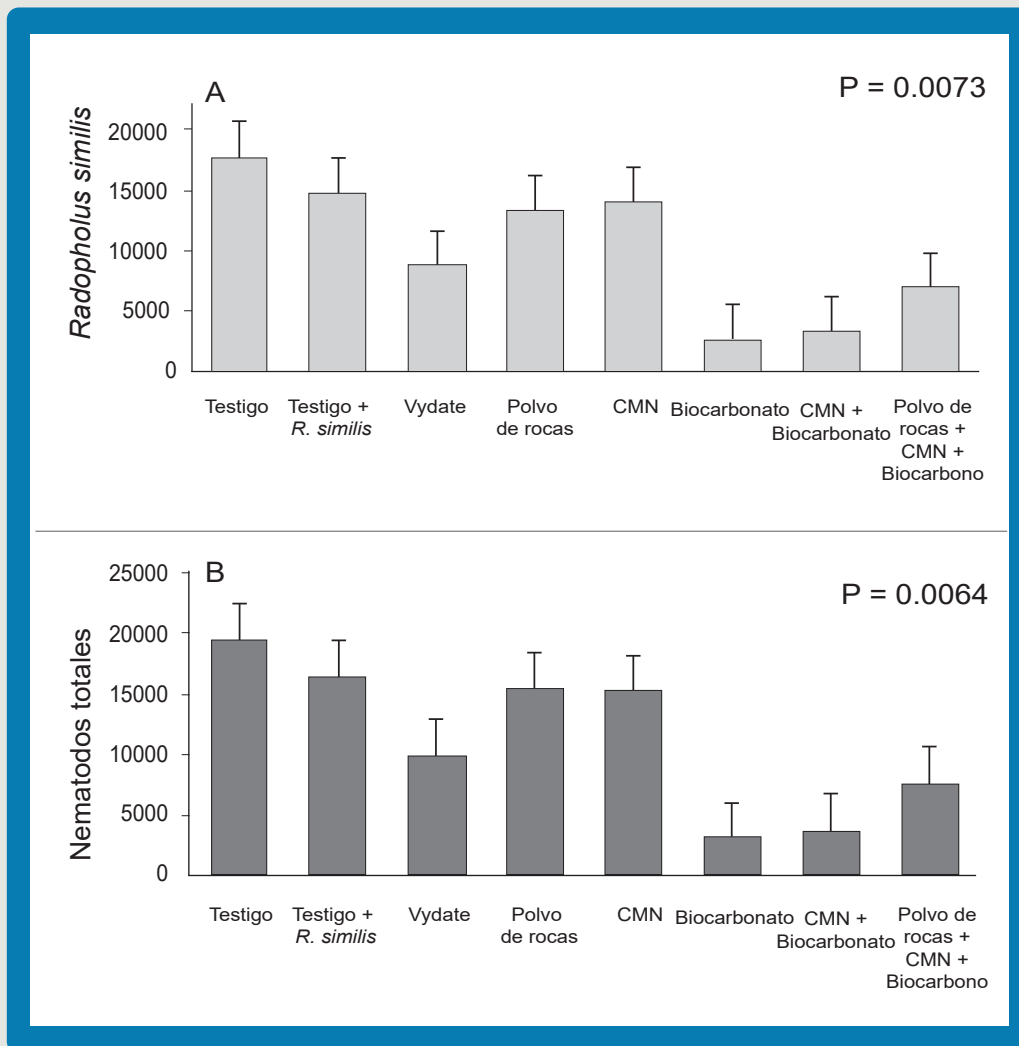 A
P = 0.0073
Radopholus similis
20000
15000
10000
5000
0
Testigo
Testigo +
R. similis
Vydate
Polvo
de rocas
CMN
Biocarbonato
CMN +
Biocarbonato
Polvo de
rocas +
CMN +
Biocarbono
B
P = 0.0064
Nematodos totales
25000
20000
15000
10000
5000
0
Testigo
Testigo +
R. similis
Vydate
Polvo
de rocas
CMN
Biocarbonato
CMN +
Biocarbonato
Polvo de
rocas +
CMN +
Biocarbono